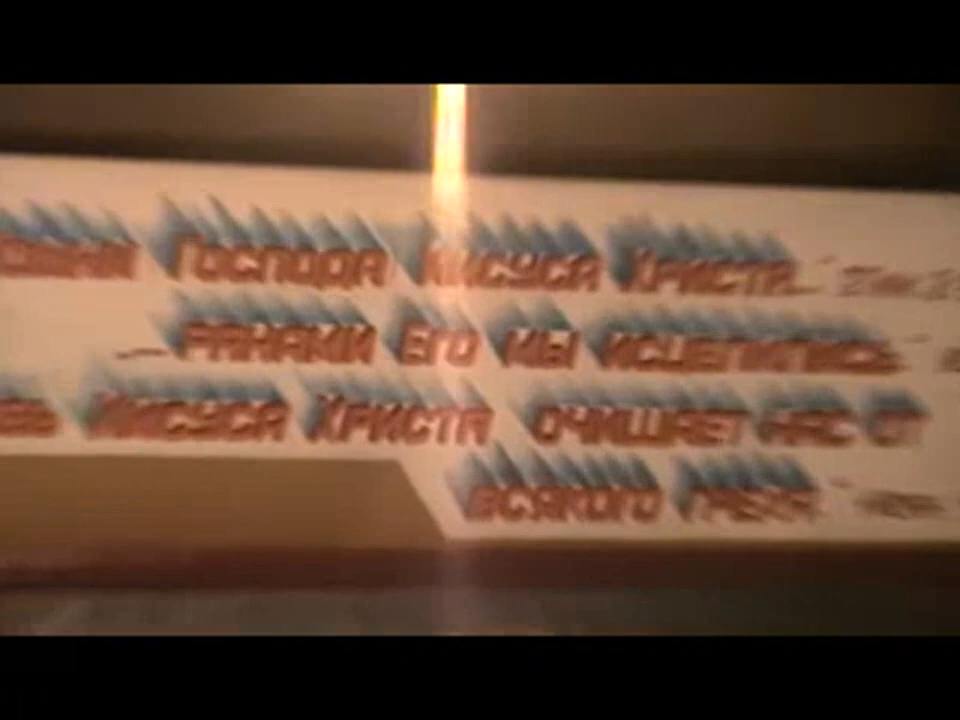 Господа Иисуса Христа
Ранами Его мы исцелились
Иисуса Христа очищает нас от
всякого греха